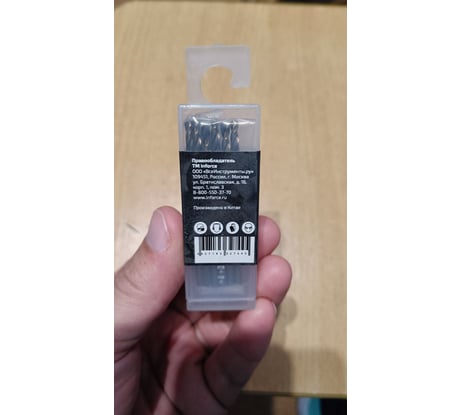 Правообладатель
ТМ Inforce
ООО «ВсеИнструменты.ру»
109451, Россия, г. Москва
ул. Братиславская, д. 16,
корп. 1, пом. 3
8-800-550-37-70
www.inforce.ru
Произведено в Китае